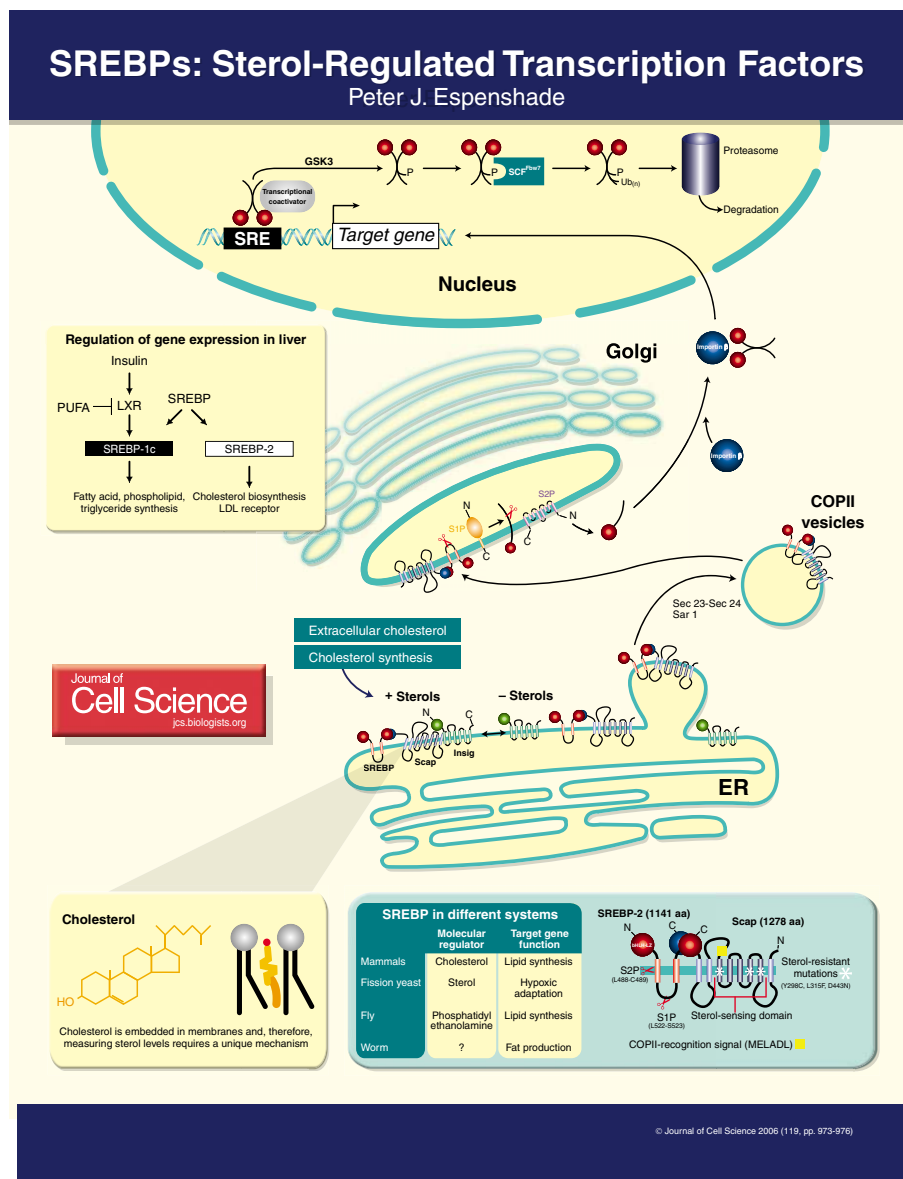 SREBPs: Sterol-Regulated Transcription Factors
Peter J. Espenshade
GSK3
P
P
SCFFbw7
P
Ub(n)
Proteasome
Degradation
Transcriptional
coactivator
SRE
Target gene
Nucleus
Regulation of gene expression in liver
Insulin
PUFA
LXR
SREBP
SREBP-1c
SREBP-2
Fatty acid, phospholipid,
triglyceride synthesis
Cholesterol biosynthesis
LDL receptor
Golgi
Importin β
Importin β
N
S1P
C
S2P
C
N
COPII
vesicles
Sec 23-Sec 24
Sar 1
Extracellular cholesterol
Cholesterol synthesis
Journal of
Cell Science
jcs.biologists.org
+ Sterols
– Sterols
N
C
SREBP
Scap
Insig
ER
Cholesterol
HO
Cholesterol is embedded in membranes and, therefore,
measuring sterol levels requires a unique mechanism
SREBP in different systems
Molecular
regulator
Target gene
function
Mammals
Cholesterol
Lipid synthesis
Fission yeast
Sterol
Hypoxic
adaptation
Fly
Phosphatidyl
ethanolamine
Lipid synthesis
Worm
?
Fat production
SREBP-2 (1141 aa)
Scap (1278 aa)
N
C
C
N
bHLH-LZ
S2P
(L488-C489)
S1P
(L522-S523)
Sterol-resistant
mutations
(Y298C, L315F, D443N)
Sterol-sensing domain
COPII-recognition signal (MELADL)
© Journal of Cell Science 2006 (119, pp. 973-976)